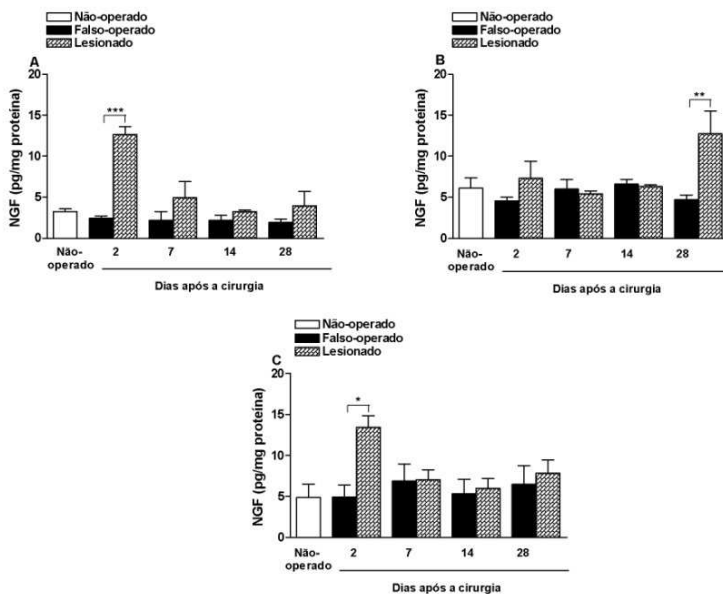 Não-operado
Falso-operado
Lesionado
A
NGF (pg/mg proteína)
20
15
10
5
0
***
Não-
operado
2 7 14 28
Dias após a cirurgia
Não-operado
Falso-operado
Lesionado
B
NGF (pg/mg proteína)
20
15
10
5
0
**
Não-
operado
2 7 14 28
Dias após a cirurgia
Não-operado
Falso-operado
Lesionado
C
NGF (pg/mg proteína)
20
15
10
5
0
*
Não-
operado
2 7 14 28
Dias após a cirurgia